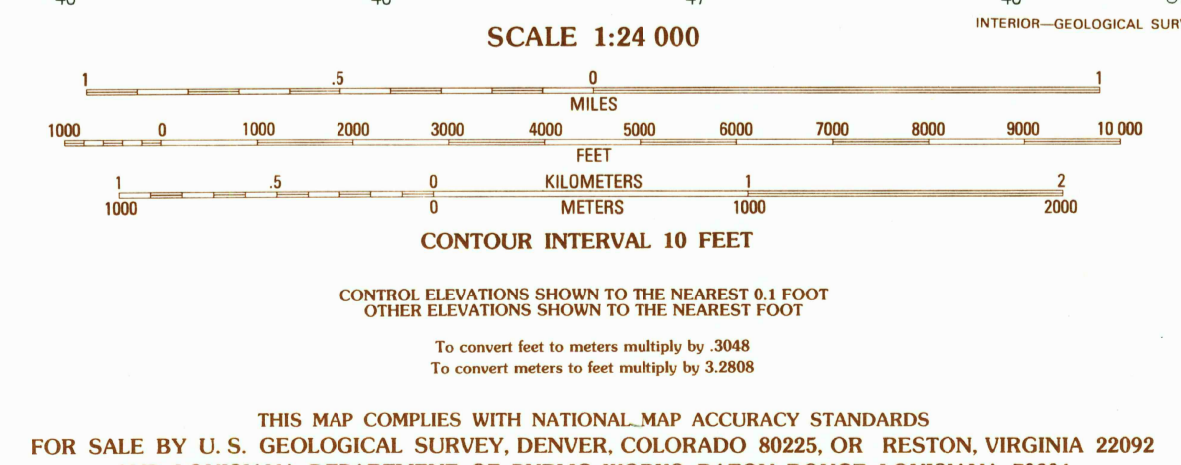 INTERIOR—GEOLOGICAL SUR
SCALE 1:24 000
1 .5 0 1
MILES
1000 0 1000 2000 3000 4000 5000 6000 7000 8000 9000 10 000
FEET
1 .5 0 KILOMETERS 1 2
1000 0 METERS 1000 2000
CONTOUR INTERVAL 10 FEET
CONTROL ELEVATIONS SHOWN TO THE NEAREST 0.1 FOOT
OTHER ELEVATIONS SHOWN TO THE NEAREST FOOT
To convert feet to meters multiply by .3048
To convert meters to feet multiply by 3.2808
THIS MAP COMPLIES WITH NATIONAL MAP ACCURACY STANDARDS
FOR SALE BY U. S. GEOLOGICAL SURVEY, DENVER, COLORADO 80225, OR RESTON, VIRGINIA 22092